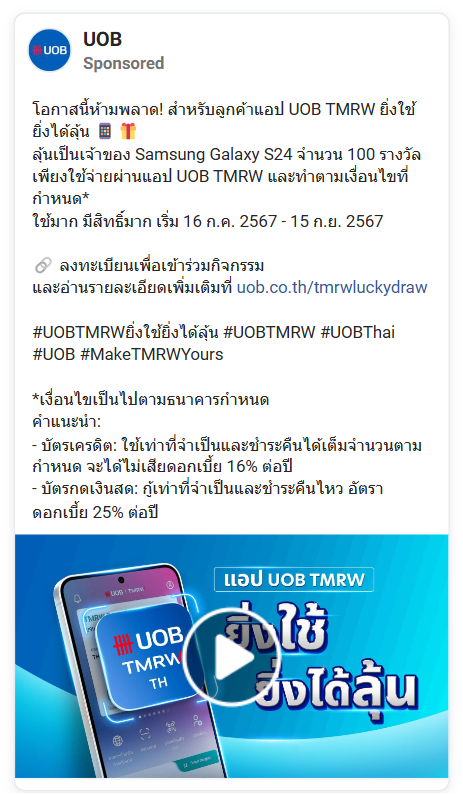 UOB
UOB
Sponsored
โอกาสนี้ห้ามพลาด! สำหรับลูกค้าแอป UOB TMRW ยิ่งใช้
ยิ่งได้ลุ้น 📱 🎁
ลุ้นเป็นเจ้าของ Samsung Galaxy S24 จำนวน 100 รางวัล
เพียงใช้จ่ายผ่านแอป UOB TMRW และทำตามเงื่อนไขที่
กำหนด*
ใช้มาก มีสิทธิ์มาก เริ่ม 16 ก.ค. 2567 - 15 ก.ย. 2567
🔗 ลงทะเบียนเพื่อเข้าร่วมกิจกรรม
และอ่านรายละเอียดเพิ่มเติมที่ uob.co.th/tmrwluckydraw
#UOBTMRWยิ่งใช้ยิ่งได้ลุ้น #UOBTMRW #UOBThai
#UOB #MakeTMRWYours
*เงื่อนไขเป็นไปตามธนาคารกำหนด
คำแนะนำ:
- บัตรเครดิต: ใช้เท่าที่จำเป็นและชำระคืนได้เต็มจำนวนตาม
กำหนด จะได้ไม่เสียดอกเบี้ย 16% ต่อปี
- บัตรกดเงินสด: กู้เท่าที่จำเป็นและชำระคืนไหว อัตรา
ดอกเบี้ย 25% ต่อปี
แอป UOB TMRW
ยิ่งใช้
ยิ่งได้ลุ้น
UOB TMRW
UOB
TMRW
TH